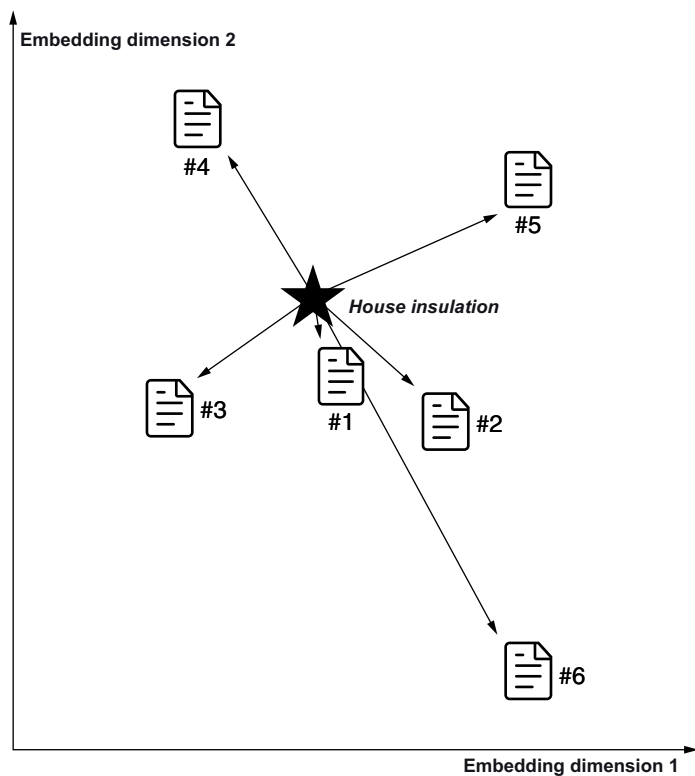 Embedding dimension 2
#4
#5
House insulation
#3
#1
#2
#6
Embedding dimension 1